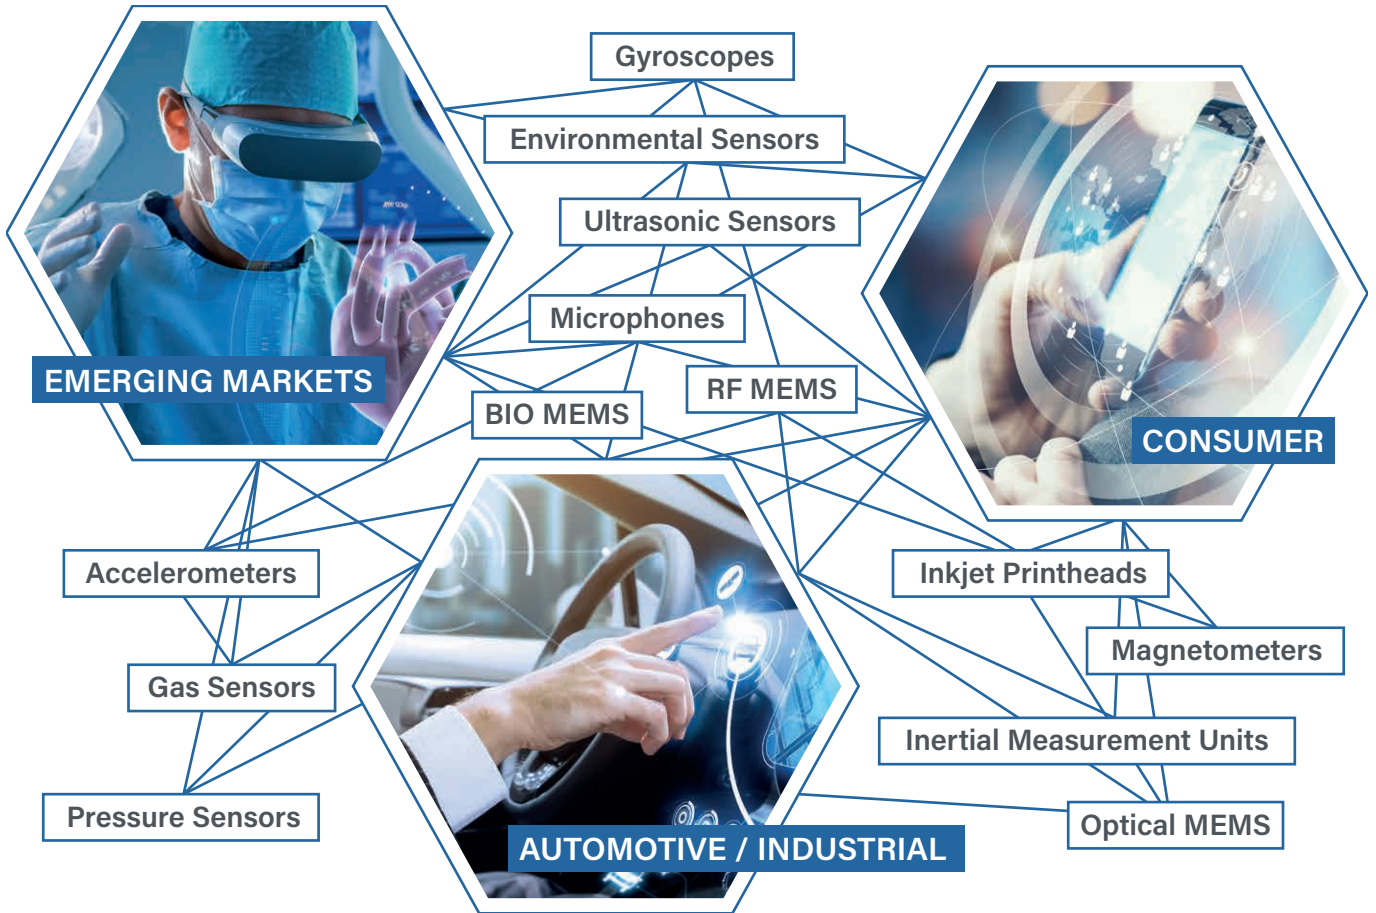 Gyroscopes
Environmental Sensors
Ultrasonic Sensors
Microphones
EMERGING MARKETS
RF MEMS
BIO MEMS
CONSUMER
Accelerometers
Inkjet Printheads
Magnetometers
Gas Sensors
Inertial Measurement Units
Pressure Sensors
Optical MEMS
AUTOMOTIVE / INDUSTRIAL